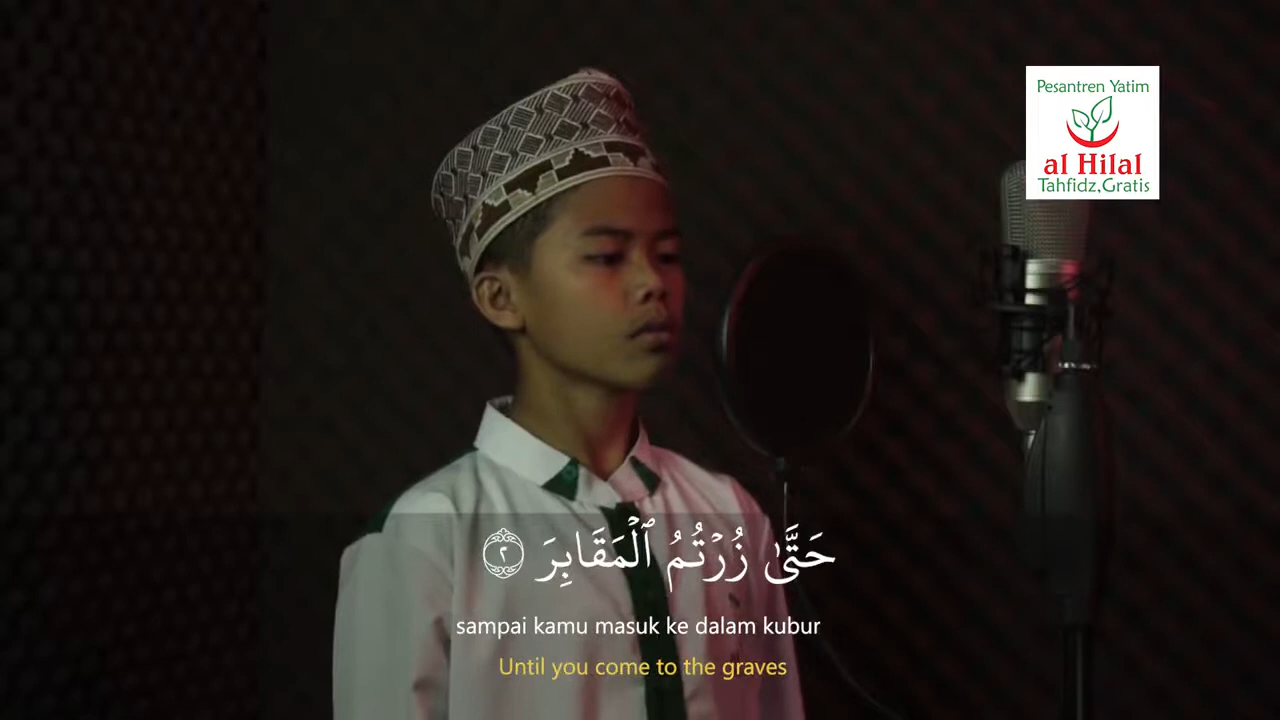 Pesantren Yatim
al Hilal
Tahfidz,Gratis
حَتَّىٰ زُرْتُمُ ٱلْمَقَابِرَ ٢
sampai kamu masuk ke dalam kubur
Until you come to the graves